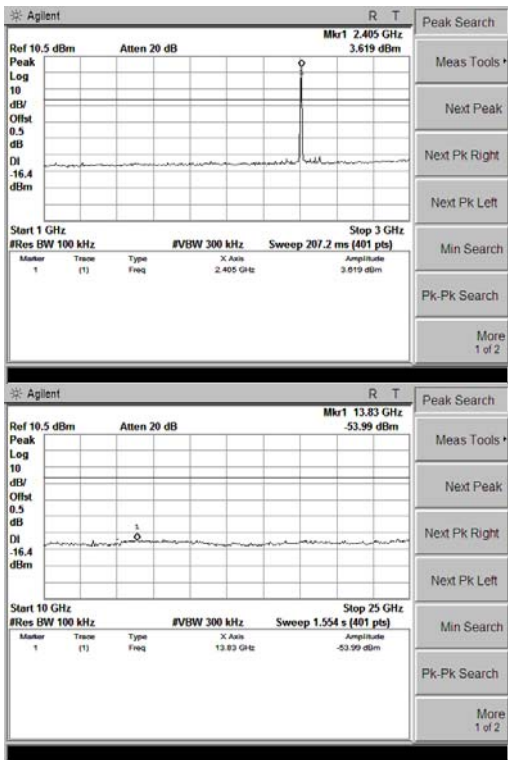 Agilent R T Peak Search
Mkr1 2.405 GHz
Ref 10.5 dBm Atten 20 dB 3.619 dBm
Peak
Log
10
dB/
Offst
0.5
dB
DI
-16.4
dBm
1
Start 1 GHz Stop 3 GHz
#Res BW 100 kHz #VBW 300 kHz Sweep 207.2 ms (401 pts)
Marker Trace Type X Axis Amplitude
1 (1) Freq 2.405 GHz 3.619 dBm
Meas Tools
Next Peak
Next Pk Right
Next Pk Left
Min Search
Pk-Pk Search
More
1 of 2
Agilent R T Peak Search
Mkr1 13.83 GHz
Ref 10.5 dBm Atten 20 dB -53.99 dBm
Peak
Log
10
dB/
Offst
0.5
dB
DI
-16.4
dBm
1
Start 10 GHz Stop 25 GHz
#Res BW 100 kHz #VBW 300 kHz Sweep 1.554 s (401 pts)
Marker Trace Type X Axis Amplitude
1 (1) Freq 13.83 GHz -53.99 dBm
Meas Tools
Next Peak
Next Pk Right
Next Pk Left
Min Search
Pk-Pk Search
More
1 of 2